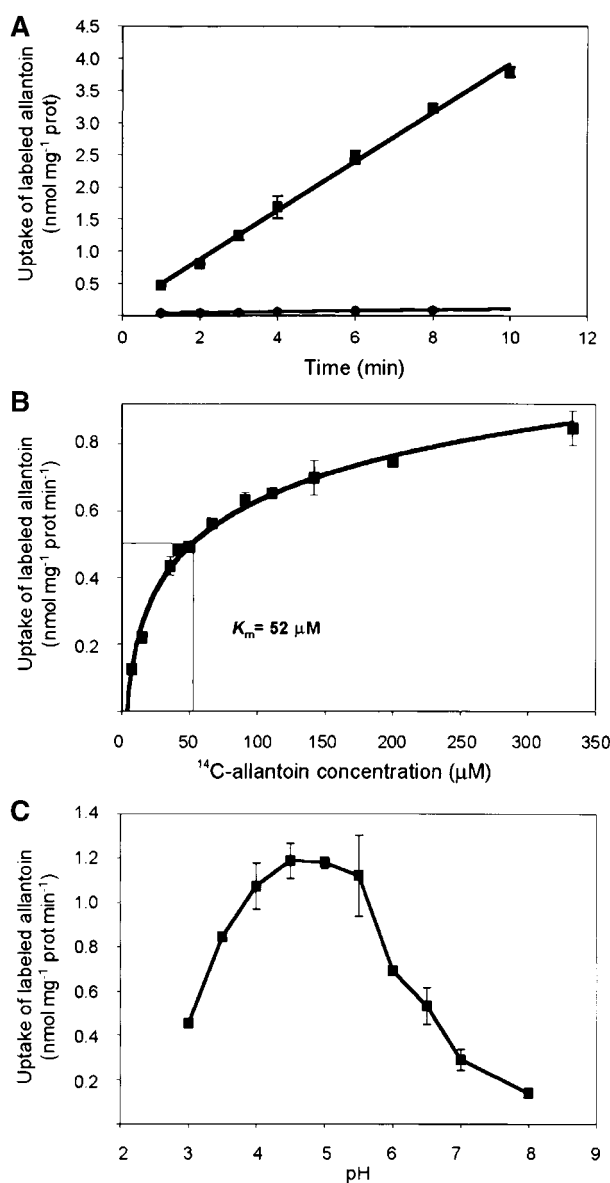 A
Uptake of labeled allantoin
(nmol mg⁻¹ prot)
4.5
4.0
3.5
3.0
2.5
2.0
1.5
1.0
0.5
0 2 4 6 8 10 12
Time (min)
B
Uptake of labeled allantoin
(nmol mg⁻¹ prot min⁻¹)
0.8
0.6
0.4
0.2
Kₘ= 52 µM
0 50 100 150 200 250 300 350
¹⁴C-allantoin concentration (µM)
C
Uptake of labeled allantoin
(nmol mg⁻¹ prot min⁻¹)
1.4
1.2
1.0
0.8
0.6
0.4
0.2
2 3 4 5 6 7 8 9
pH